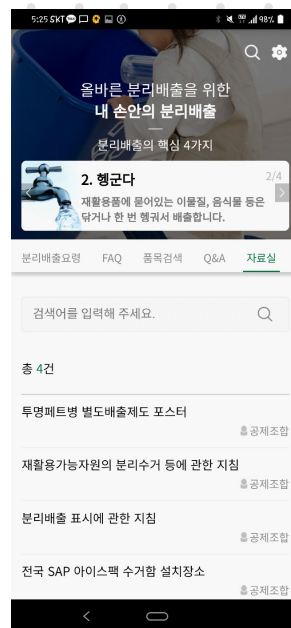 5:25 SKT 98%
올바른 분리배출을 위한
내 손안의 분리배출
분리배출의 핵심 4가지
2. 헹군다
2/4
재활용품에 묻어있는 이물질, 음식물 등은
닦거나 한 번 헹궈서 배출합니다.
분리배출요령 FAQ 품목검색 Q&A 자료실
검색어를 입력해 주세요.
총 4건
투명페트병 별도배출제도 포스터
공제조합
재활용가능자원의 분리수거 등에 관한 지침
공제조합
분리배출 표시에 관한 지침
공제조합
전국 SAP 아이스팩 수거함 설치장소
공제조합